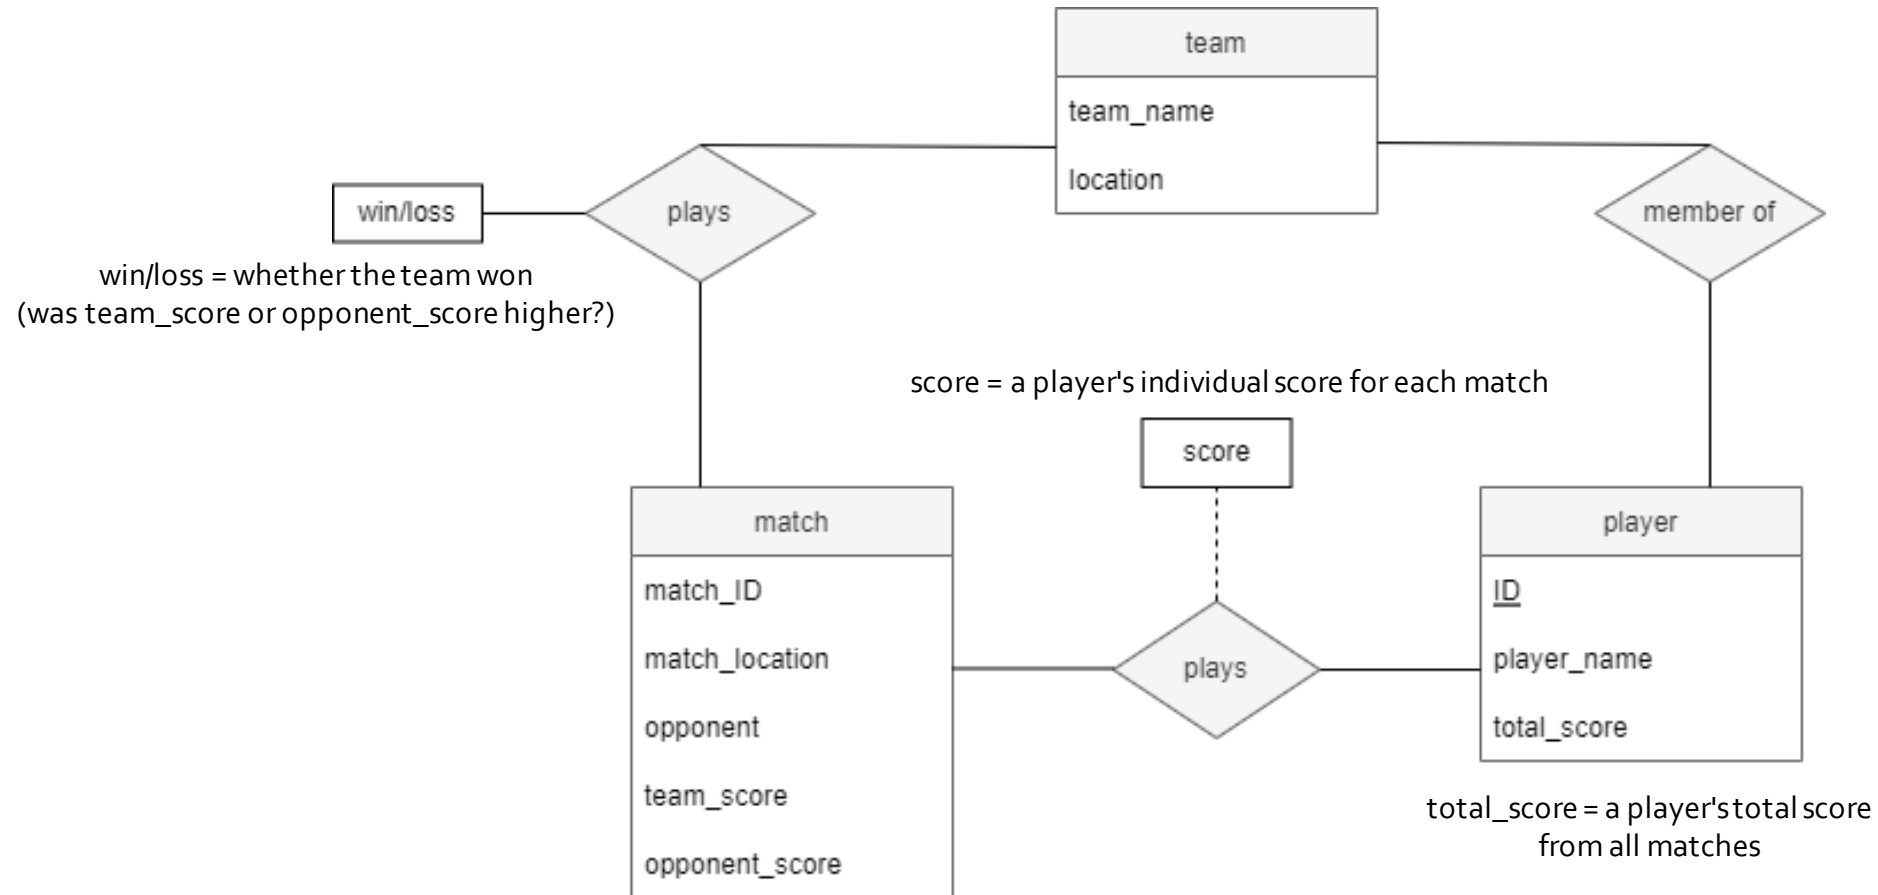 team
team_name
location
win/loss
plays
member of
win/loss = whether the team won
(was team_score or opponent_score higher?)
score = a player's individual score for each match
score
match
match_ID
match_location
opponent
team_score
opponent_score
plays
player
ID
player_name
total_score
total_score = a player's total score
from all matches